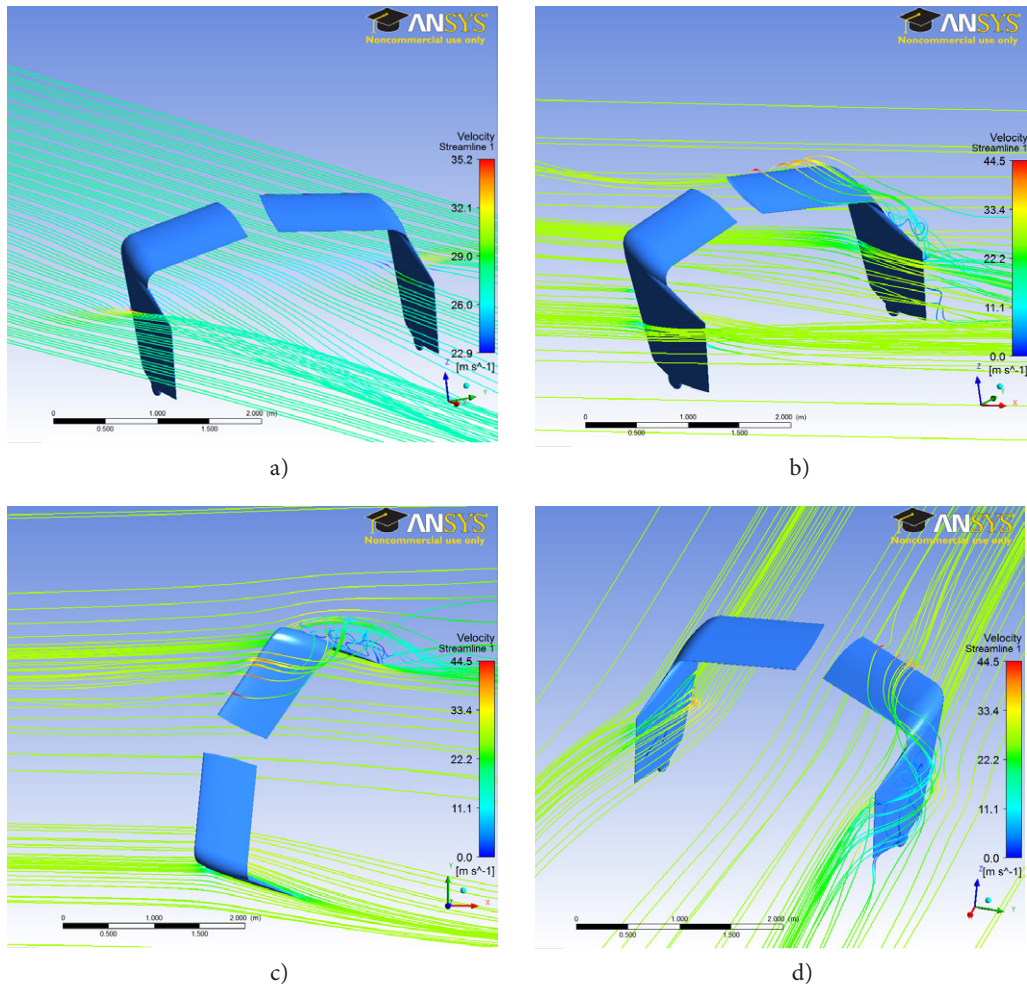 ANSYS
Noncommercial use only
Velocity
Streamline 1
35.2
32.1
29.0
26.0
22.9
[m s^-1]
Z
Y
0
1.000
2.000 (m)
0.500
1.500
a)
ANSYS
Noncommercial use only
Velocity
Streamline 1
44.5
33.4
22.2
11.1
0.0
[m s^-1]
Z
Y
X
0
1.000
2.000 (m)
0.500
1.500
b)
ANSYS
Noncommercial use only
Velocity
Streamline 1
44.5
33.4
22.2
11.1
0.0
[m s^-1]
Y
X
0
1.000
2.000 (m)
0.500
1.500
c)
ANSYS
Noncommercial use only
Velocity
Streamline 1
44.5
33.4
22.2
11.1
0.0
[m s^-1]
Z
Y
0
1.000
2.000 (m)
0.500
1.500
d)